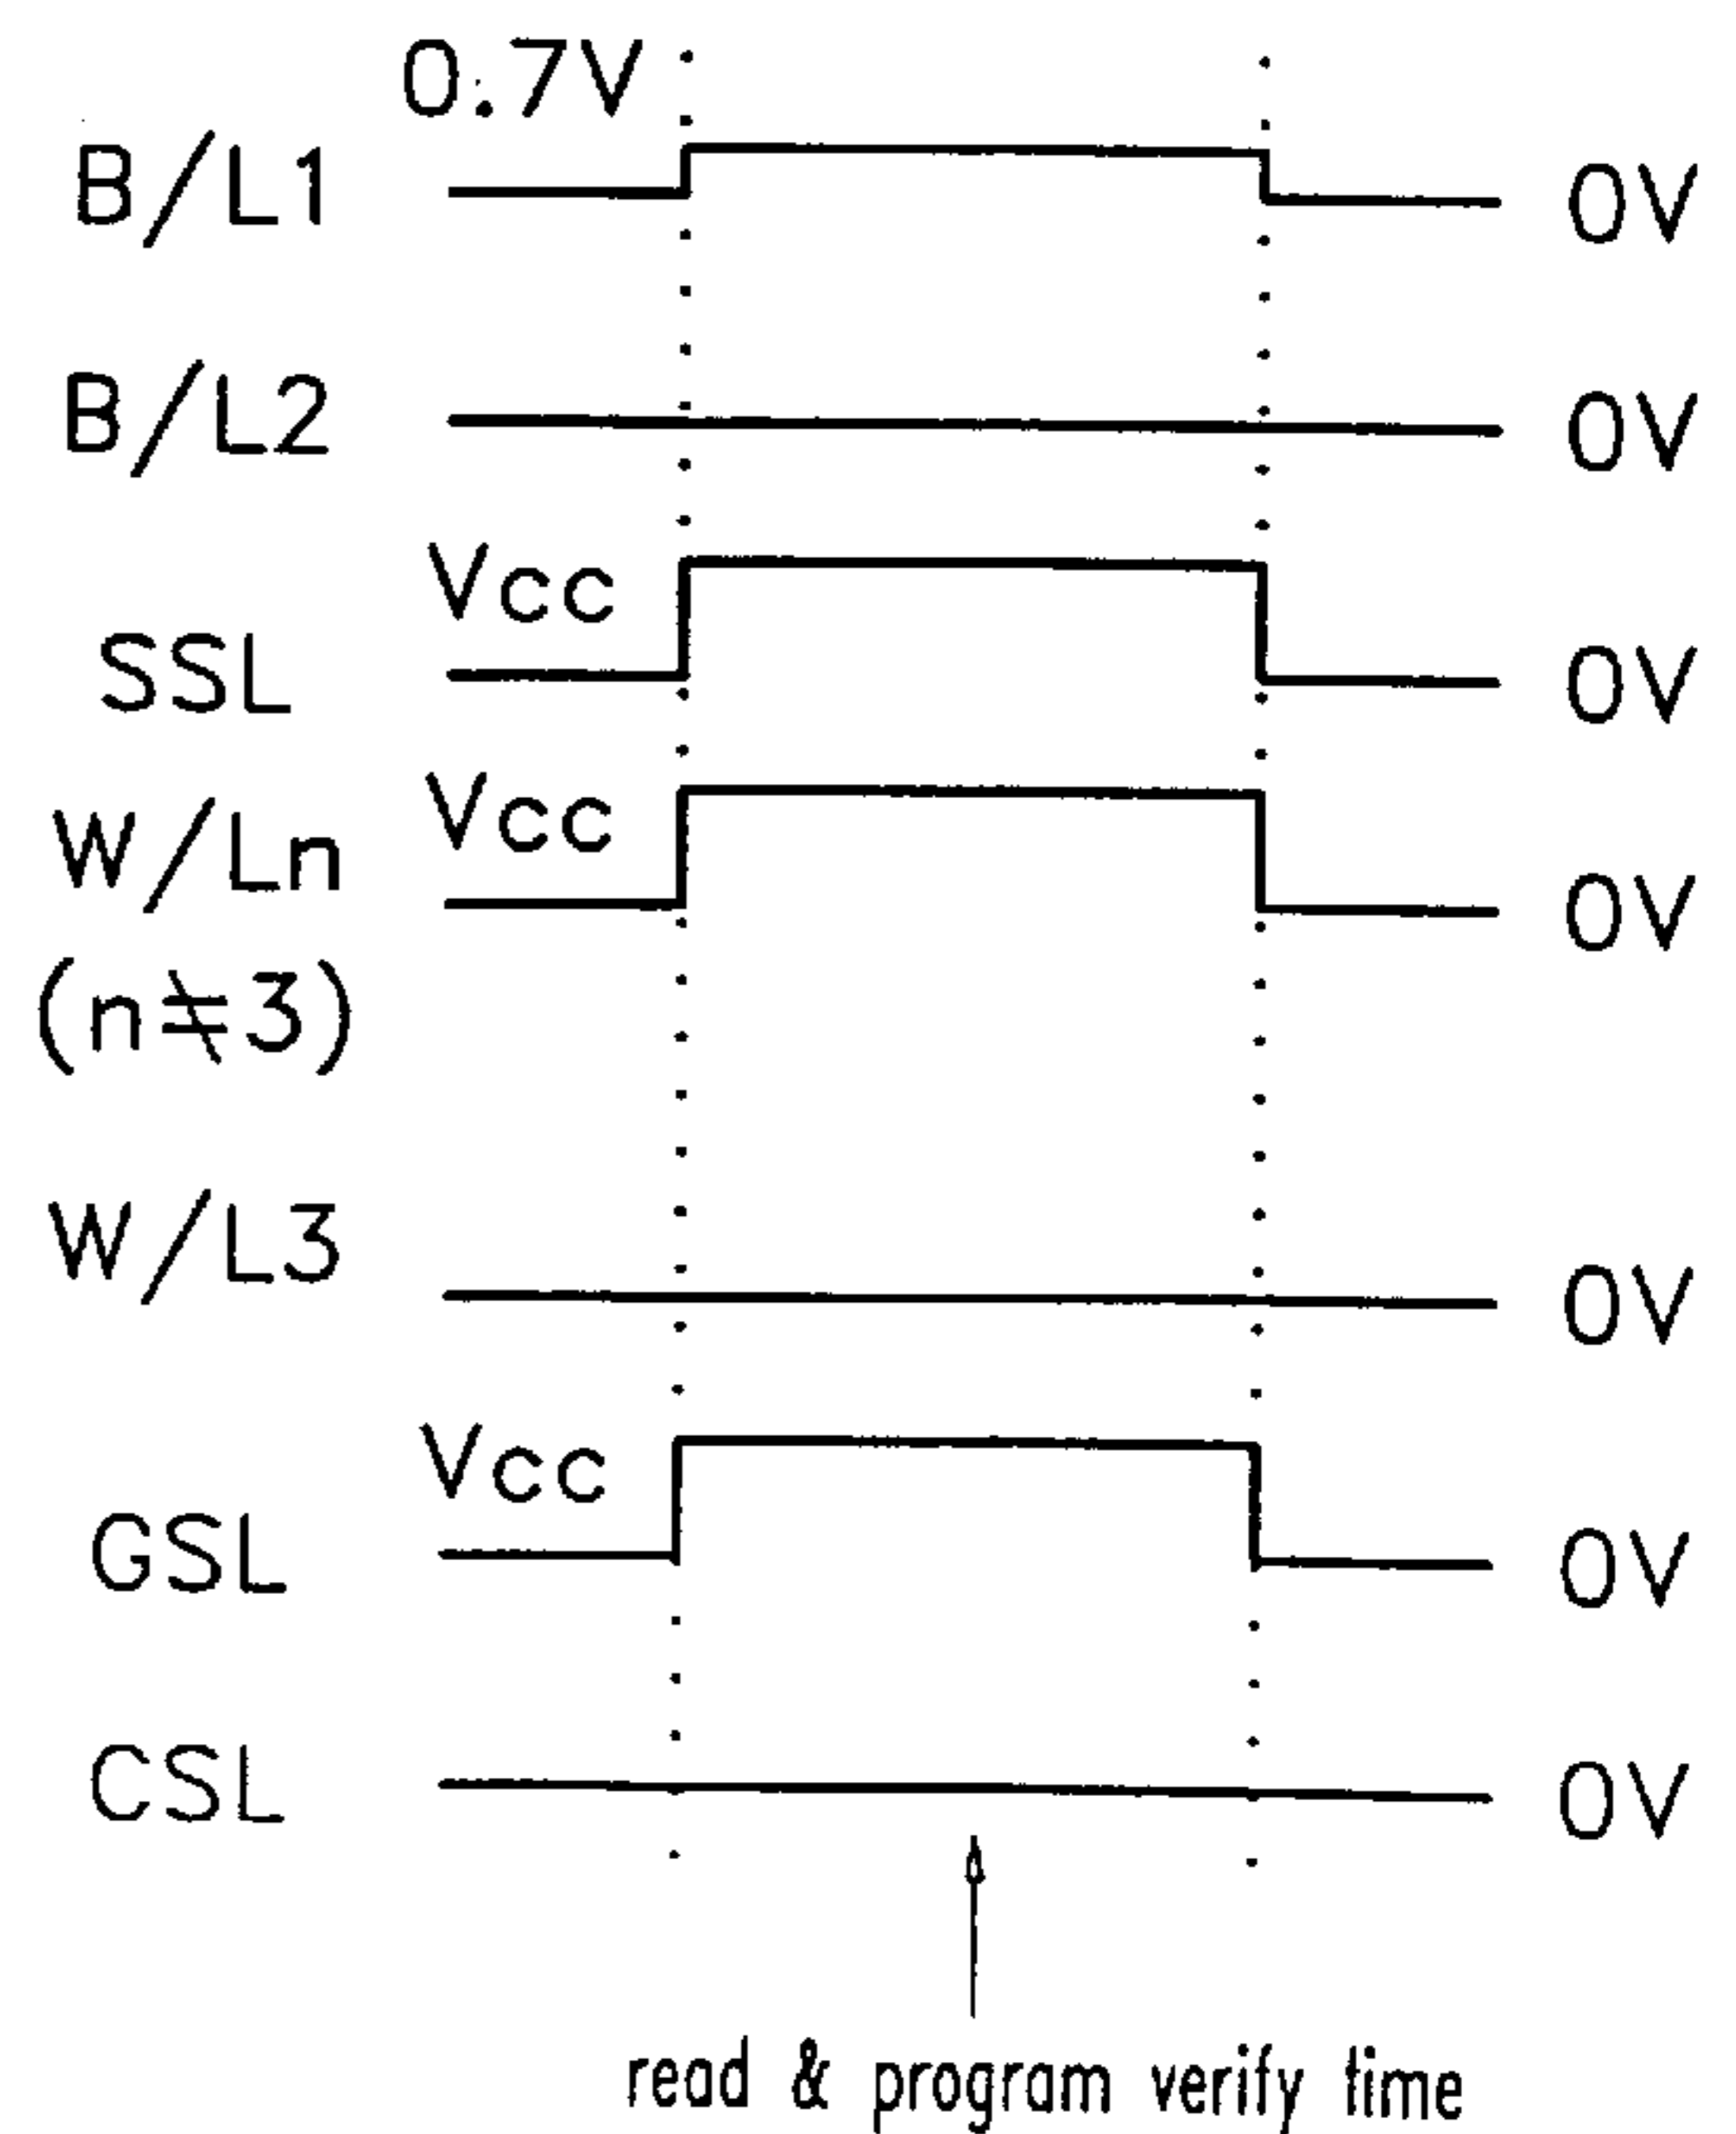 0.7V
B/L1 0V
B/L2 0V
Vcc
SSL 0V
Vcc
W/Ln 0V
(n≠3)
W/L3 0V
Vcc
GSL 0V
CSL 0V
read & program verify time